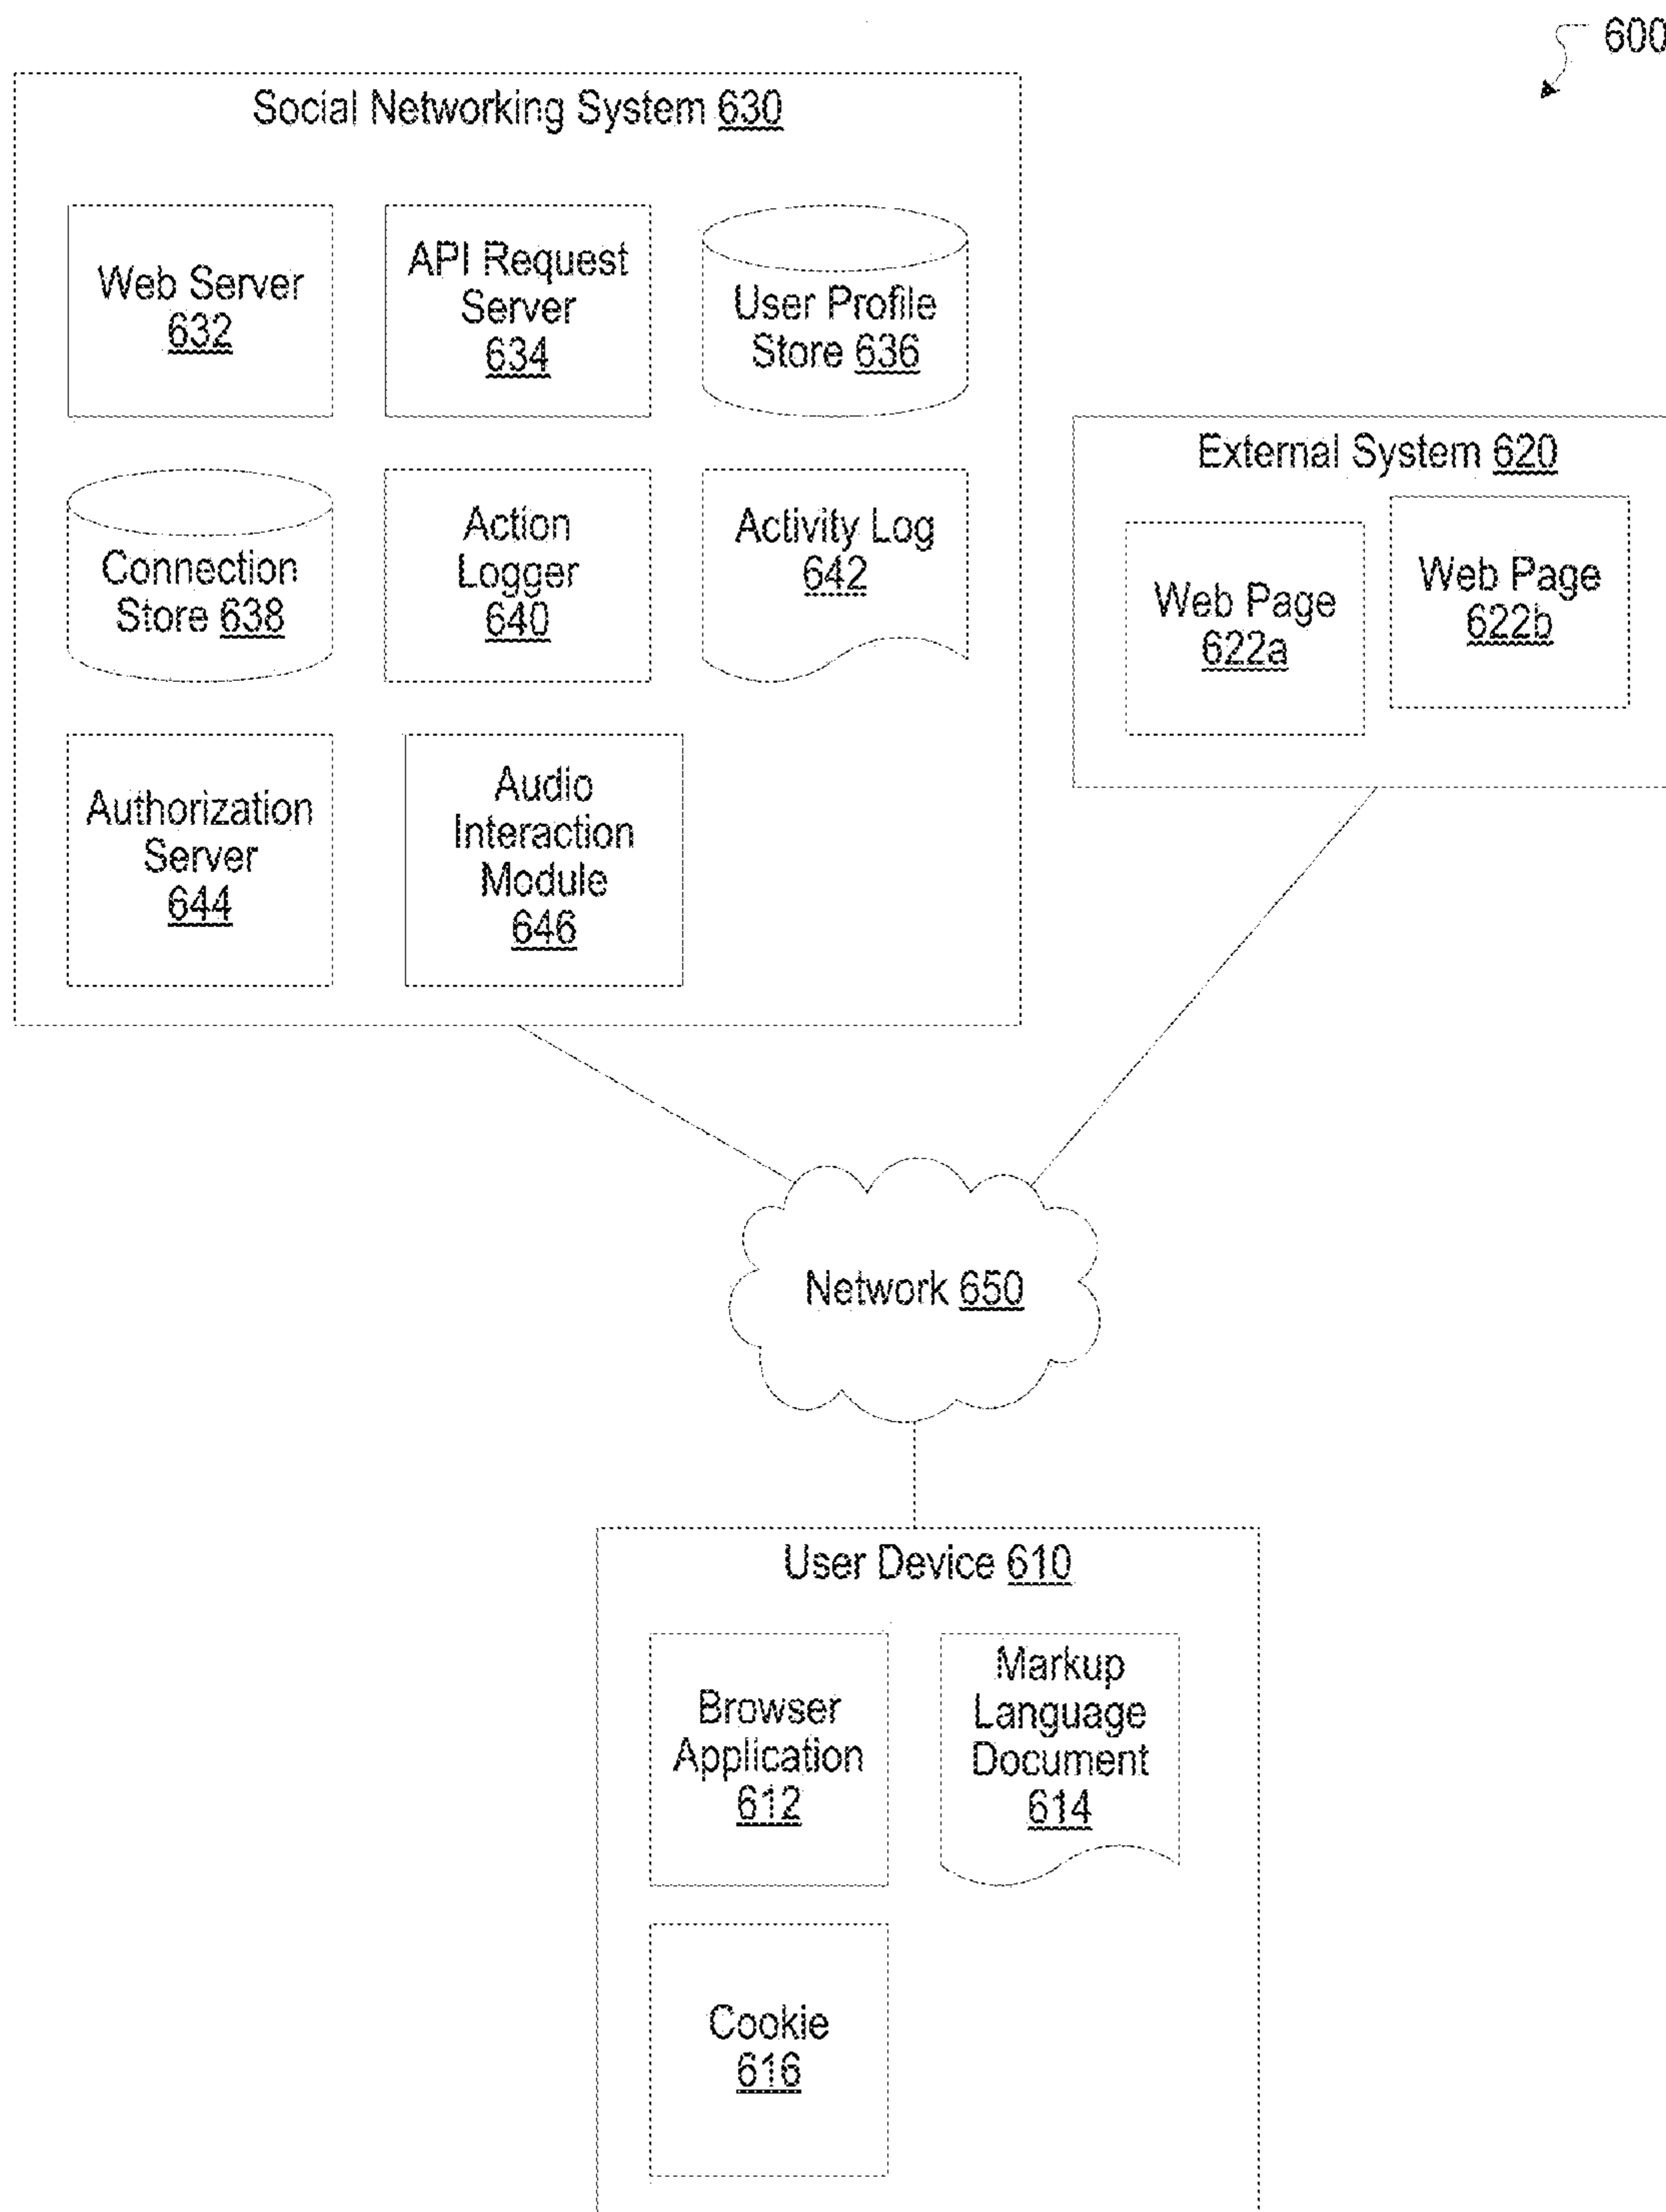 600
Social Networking System 630
Web Server
632
API Request
Server
634
User Profile
Store 636
Connection
Store 638
Action
Logger
640
Activity Log
642
Authorization
Server
644
Audio
Interaction
Module
646
External System 620
Web Page
622a
Web Page
622b
Network 650
User Device 610
Browser
Application
612
Markup
Language
Document
614
Cookie
616